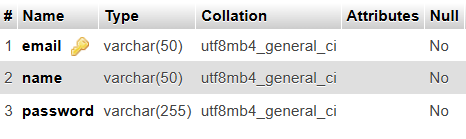 # Name Type Collation Attributes Null
1 email varchar(50) utf8mb4_general_ci No
2 name varchar(50) utf8mb4_general_ci No
3 password varchar(255) utf8mb4_general_ci No